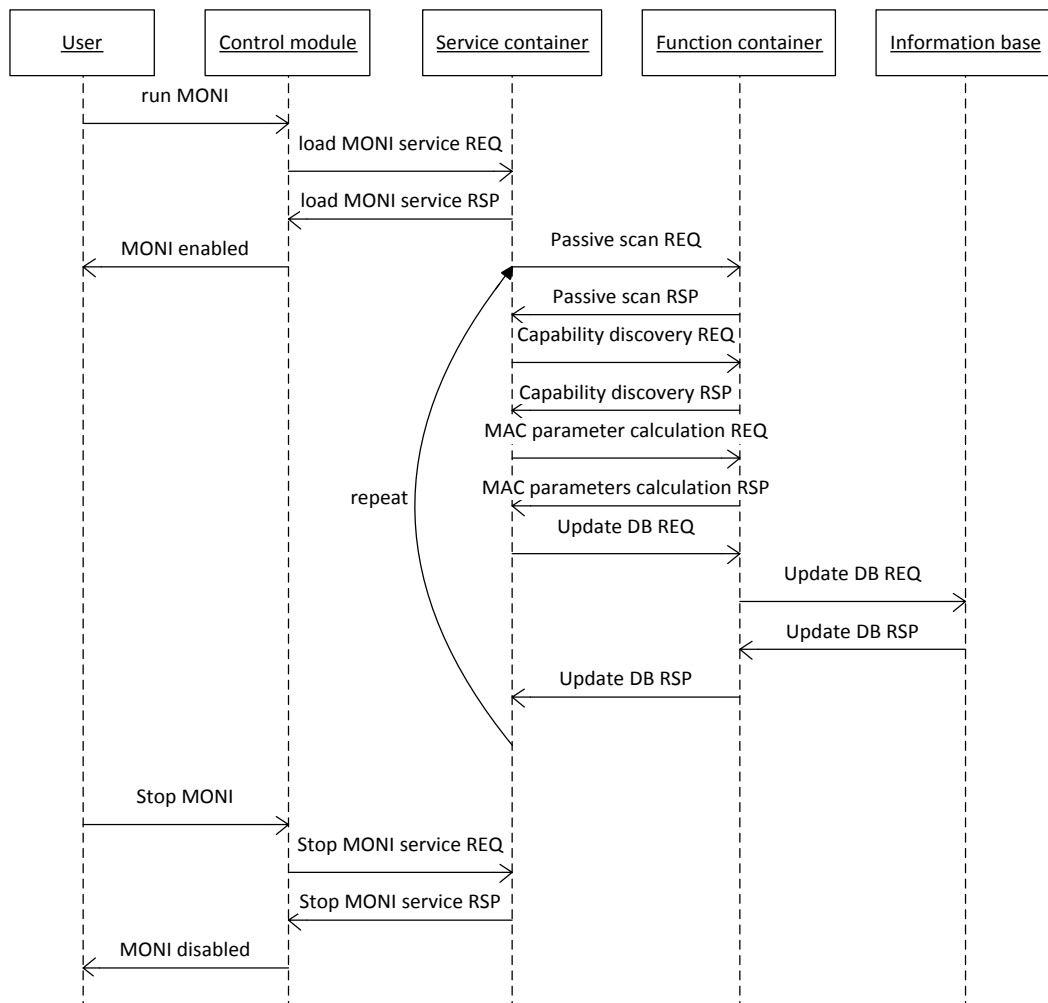 User
Control module
Service container
Function container
Information base
run MONI
load MONI service REQ
load MONI service RSP
MONI enabled
Passive scan REQ
Passive scan RSP
Capability discovery REQ
Capability discovery RSP
MAC parameter calculation REQ
repeat
MAC parameters calculation RSP
Update DB REQ
Update DB REQ
Update DB RSP
Update DB RSP
Stop MONI
Stop MONI service REQ
Stop MONI service RSP
MONI disabled